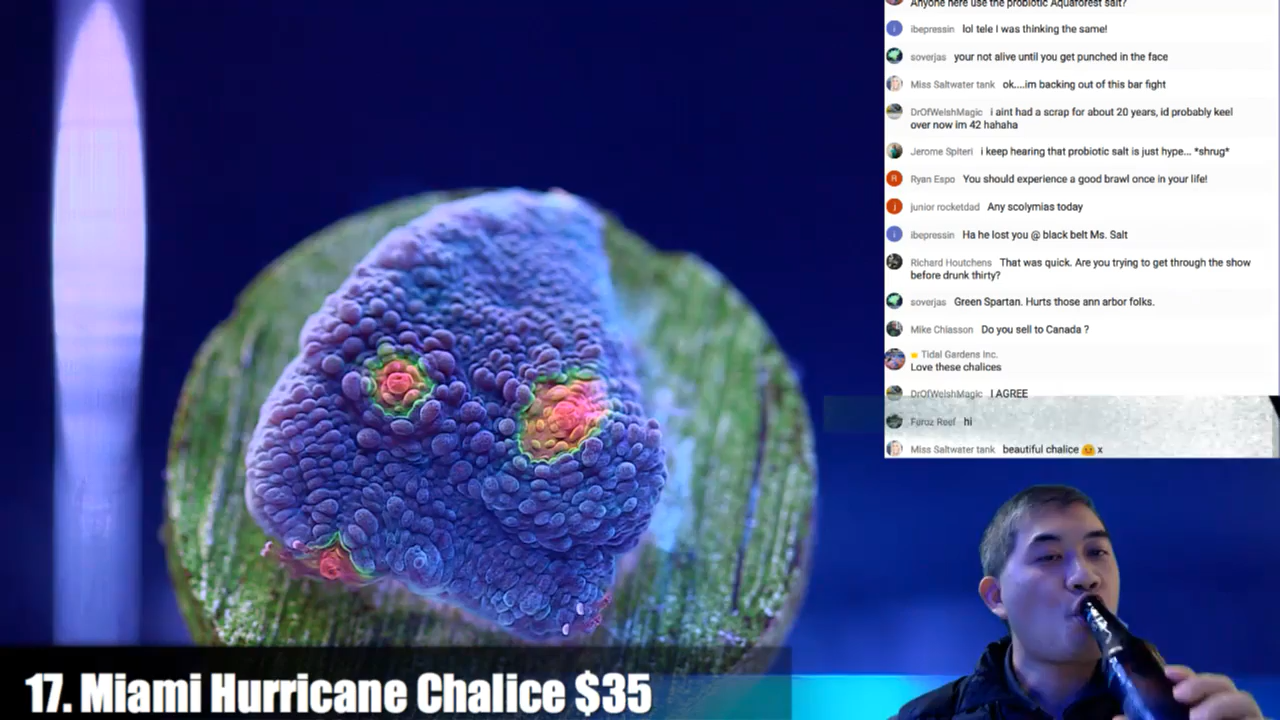 Anyone here use the probiotic Aquaforest salt?
ibepressin lol tele I was thinking the same!
soverjas your not alive until you get punched in the face
Miss Saltwater tank ok....im backing out of this bar fight
DrOfWelshMagic i aint had a scrap for about 20 years, id probably keel
over now im 42 hahaha
Jerome Spiteri i keep hearing that probiotic salt is just hype... *shrug*
R Ryan Espo You should experience a good brawl once in your life!
j junior rocketdad Any scolymias today
i ibepressin Ha he lost you @ black belt Ms. Salt
Richard Houtchens That was quick. Are you trying to get through the show
before drunk thirty?
soverjas Green Spartan. Hurts those ann arbor folks.
Mike Chiasson Do you sell to Canada ?
Tidal Gardens Inc.
Love these chalices
DrOfWelshMagic I AGREE
Faroz Reef hi
Miss Saltwater tank beautiful chalice 😊 x
17. Miami Hurricane Chalice $35